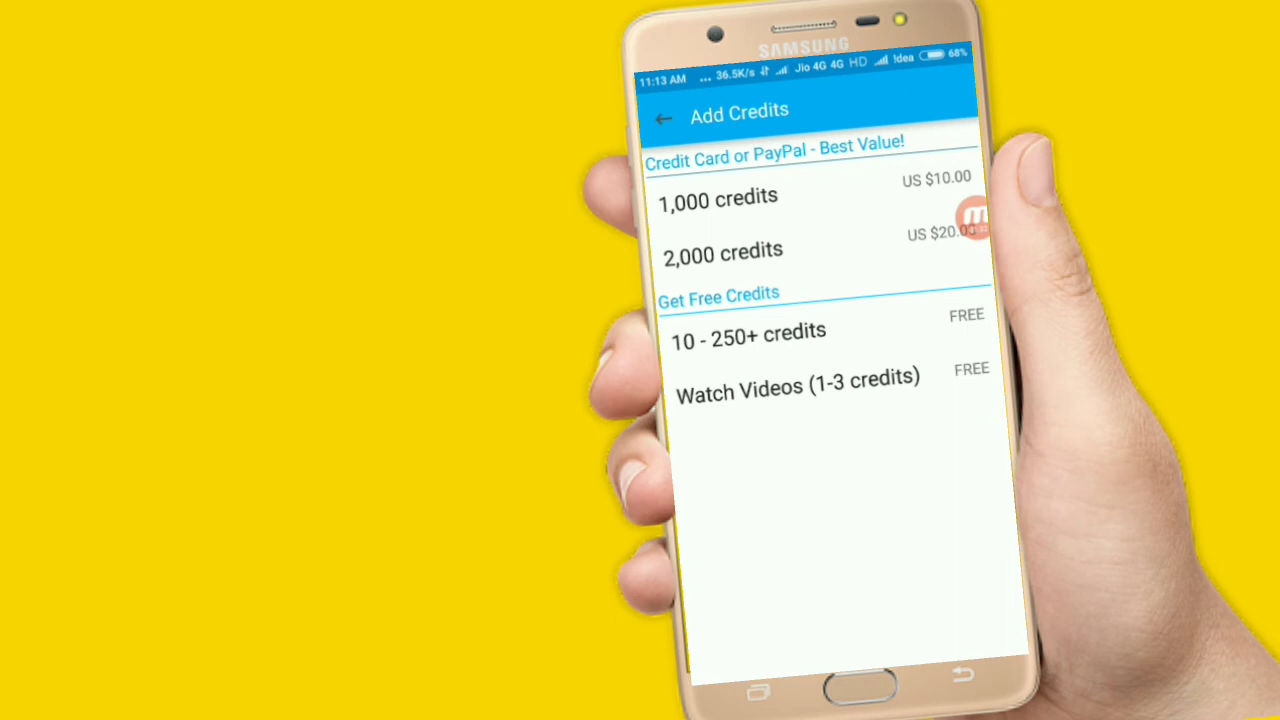 SAMSUNG
11:13 AM ... 36.5K/s Jio 4G 4G HD !dea 68%
Add Credits
Credit Card or PayPal - Best Value!
1,000 credits US $10.00
2,000 credits US $20.0
Get Free Credits
10 - 250+ credits FREE
Watch Videos (1-3 credits) FREE